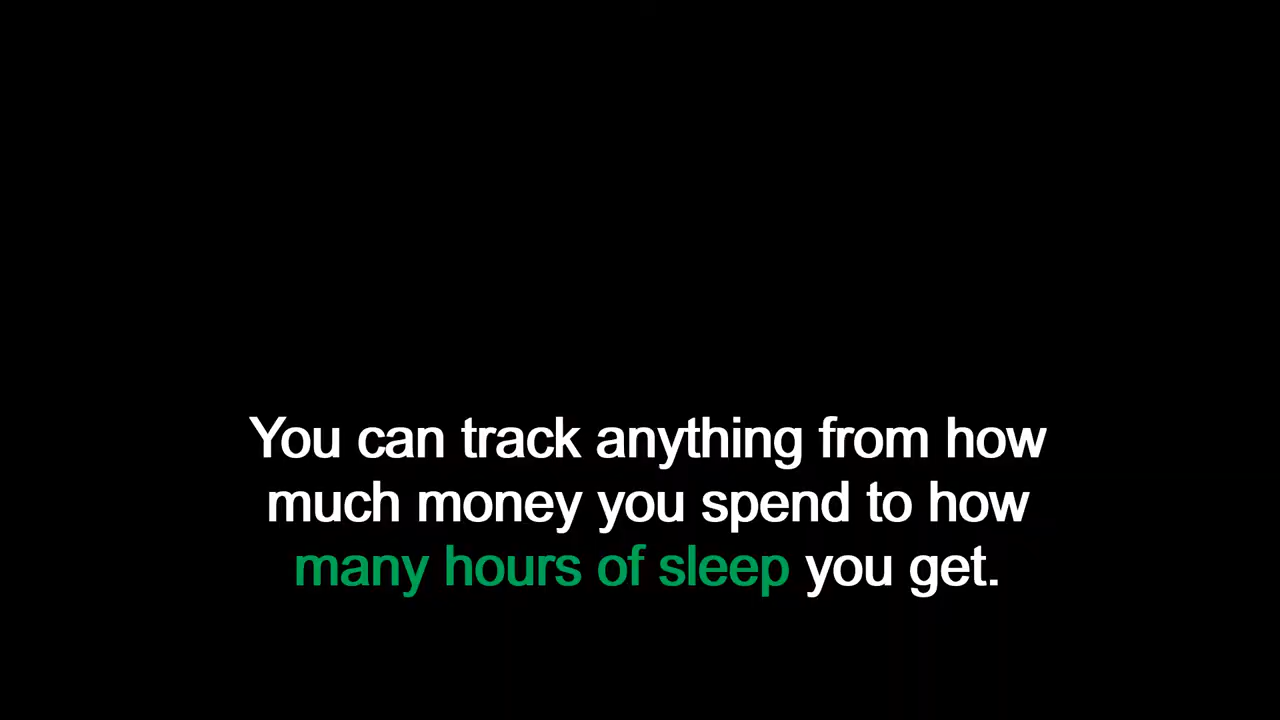 You can track anything from how
much money you spend to how
many hours of sleep you get.